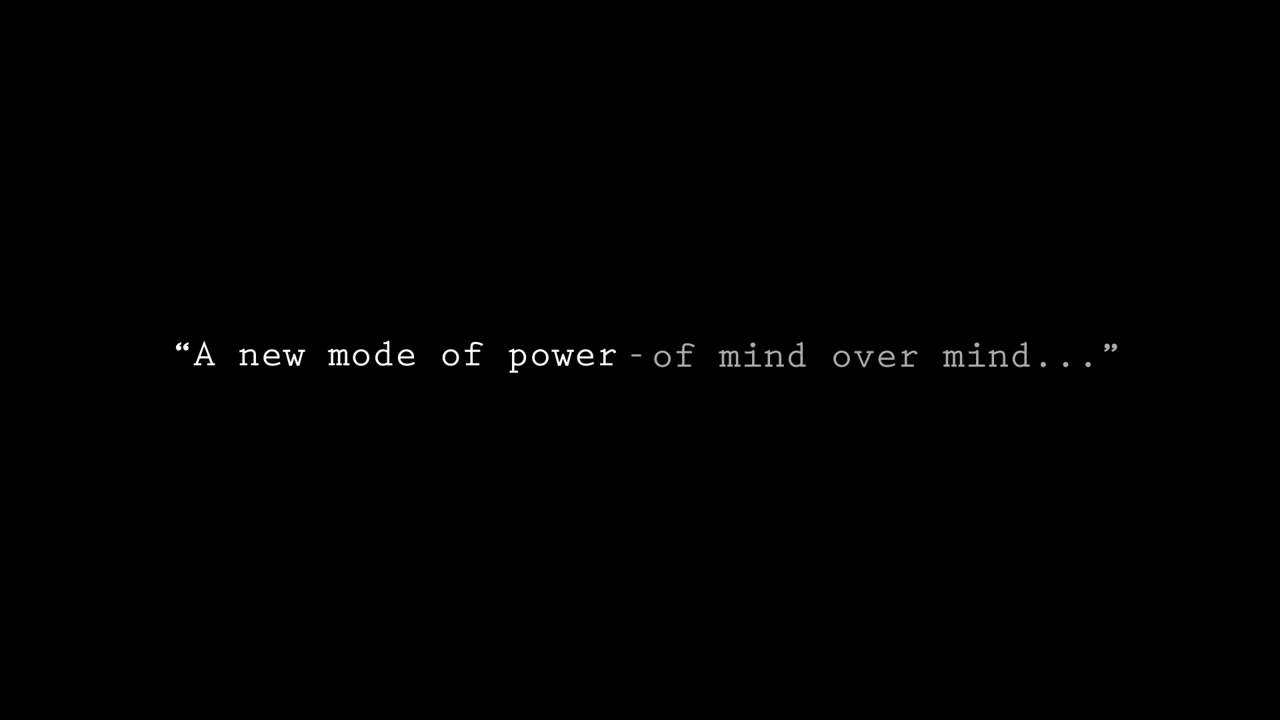 “A new mode of power - of mind over mind...”